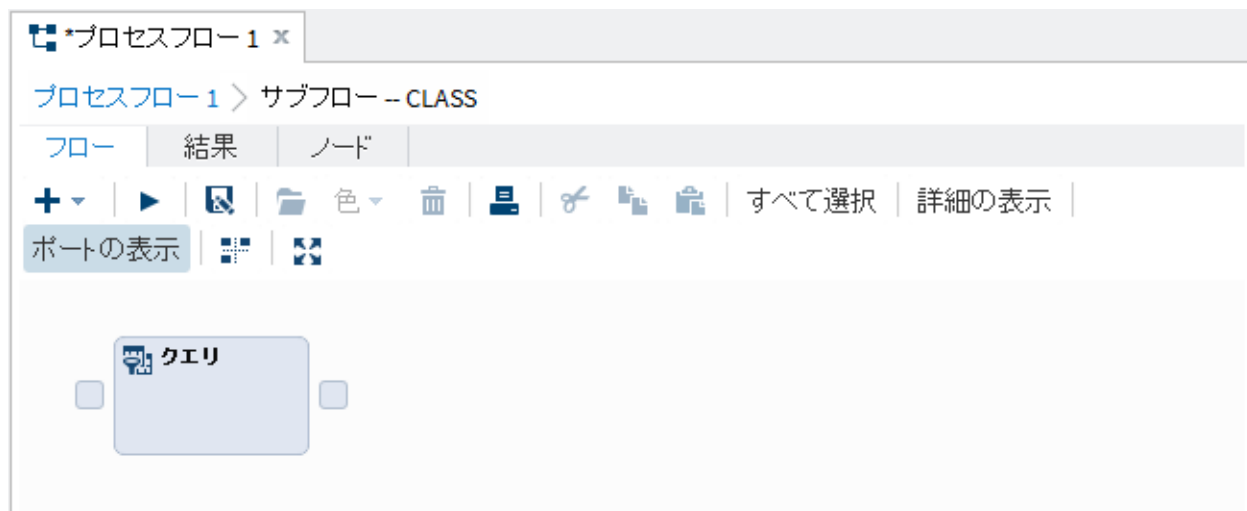 *プロセスフロー 1 ×
プロセスフロー 1 > サブフロー -- CLASS
フロー 結果 ノード
色 すべて選択 詳細の表示
ポートの表示
クエリ